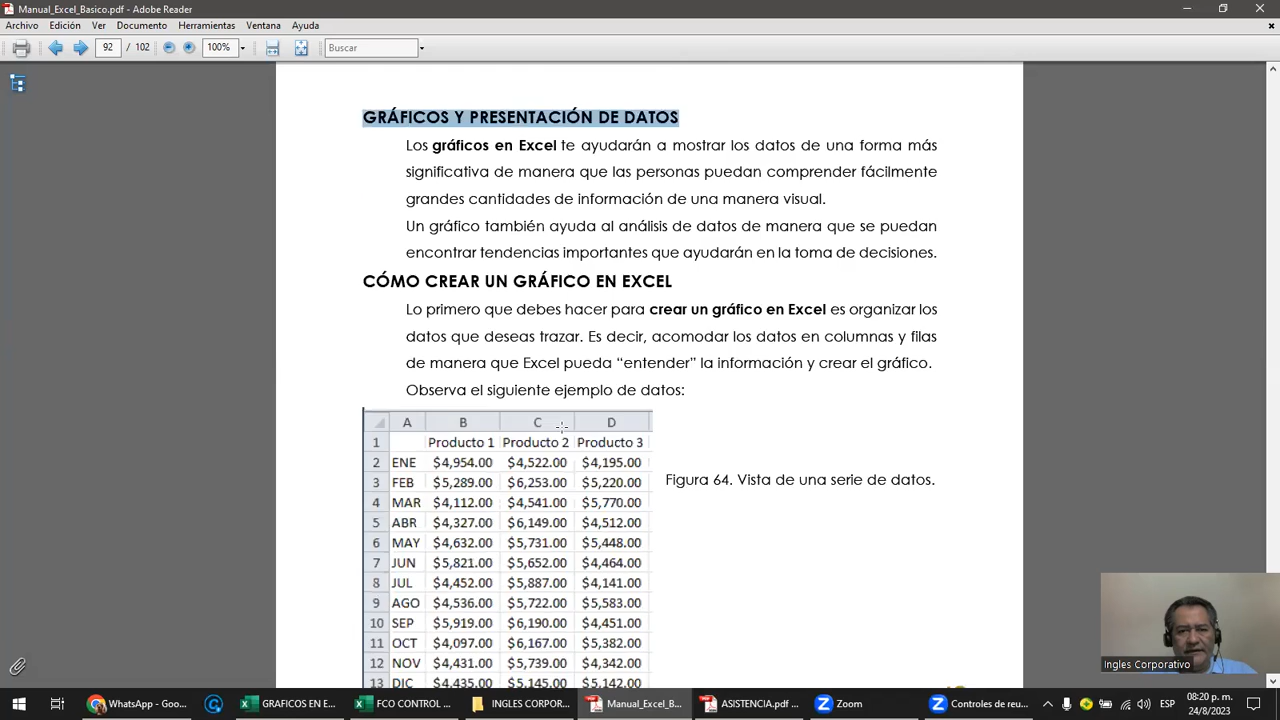 Manual_Excel_Basico.pdf - Adobe Reader
Archivo Edición Ver Documento Herramientas Ventana Ayuda
92 / 102 100% Buscar
GRÁFICOS Y PRESENTACIÓN DE DATOS
Los gráficos en Excel te ayudarán a mostrar los datos de una forma más
significativa de manera que las personas puedan comprender fácilmente
grandes cantidades de información de una manera visual.
Un gráfico también ayuda al análisis de datos de manera que se puedan
encontrar tendencias importantes que ayudarán en la toma de decisiones.
CÓMO CREAR UN GRÁFICO EN EXCEL
Lo primero que debes hacer para crear un gráfico en Excel es organizar los
datos que deseas trazar. Es decir, acomodar los datos en columnas y filas
de manera que Excel pueda “entender” la información y crear el gráfico.
Observa el siguiente ejemplo de datos:
A B C D
1 Producto 1 Producto 2 Producto 3
2 ENE $4,954.00 $4,522.00 $4,195.00
3 FEB $5,289.00 $6,253.00 $5,220.00
4 MAR $4,112.00 $4,541.00 $5,770.00
5 ABR $4,327.00 $6,149.00 $4,512.00
6 MAY $4,632.00 $5,731.00 $5,448.00
7 JUN $5,821.00 $5,652.00 $4,464.00
8 JUL $4,452.00 $5,887.00 $4,141.00
9 AGO $4,536.00 $5,722.00 $5,583.00
10 SEP $5,919.00 $6,190.00 $4,451.00
11 OCT $4,097.00 $6,167.00 $5,382.00
12 NOV $4,431.00 $5,739.00 $4,342.00
13 DIC $4,435.00 $5,145.00 $5,142.00
Figura 64. Vista de una serie de datos.
Ingles Corporativo
WhatsApp - Goo... GRAFICOS EN E... FCO CONTROL ... INGLES CORPOR... Manual_Excel_B... ASISTENCIA.pdf ... Zoom Controles de reu... ESP
08:20 p. m.
24/8/2023